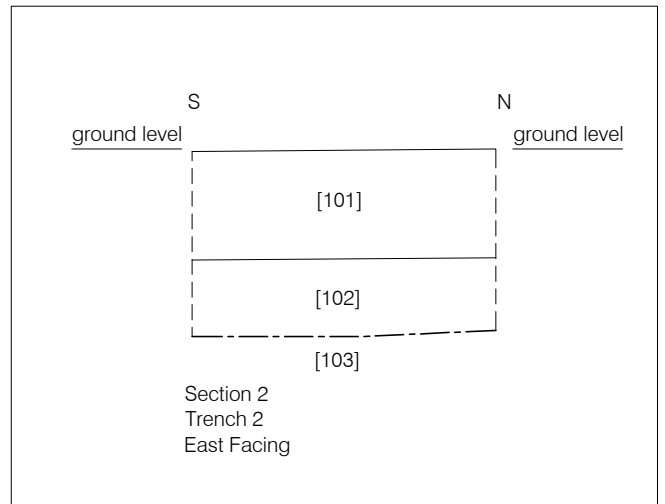 S N
ground level ground level
[101]
[102]
[103]
Section 2
Trench 2
East Facing